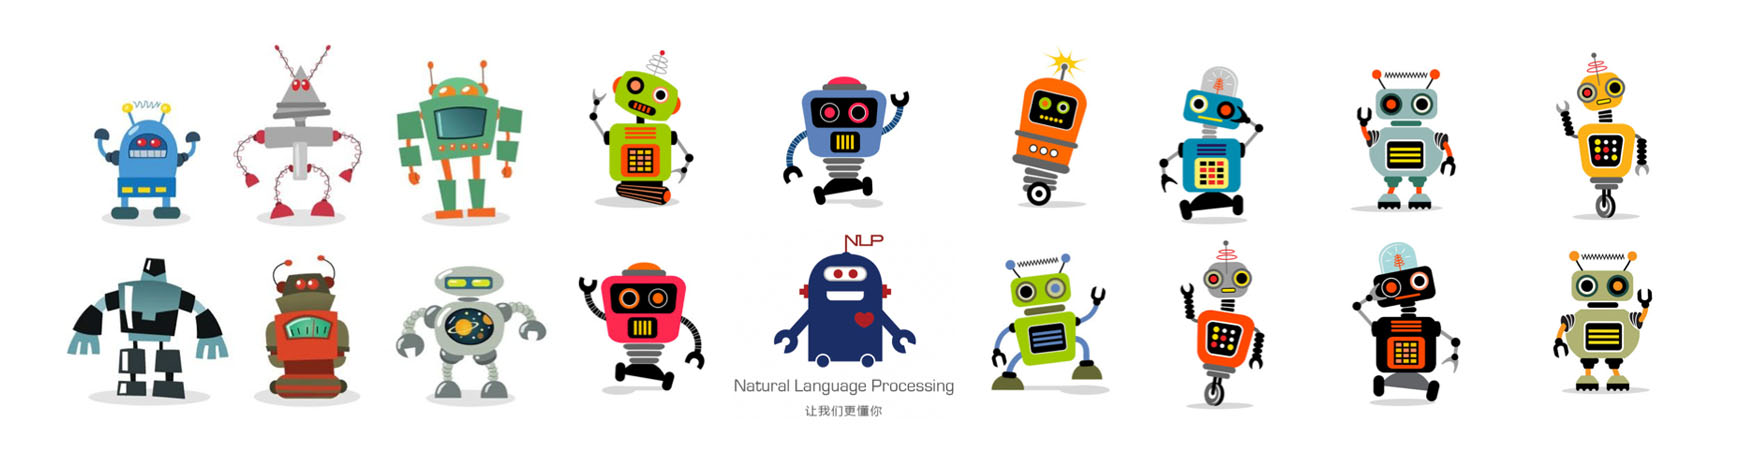 NLP
Natural Language Processing
让我们更懂你